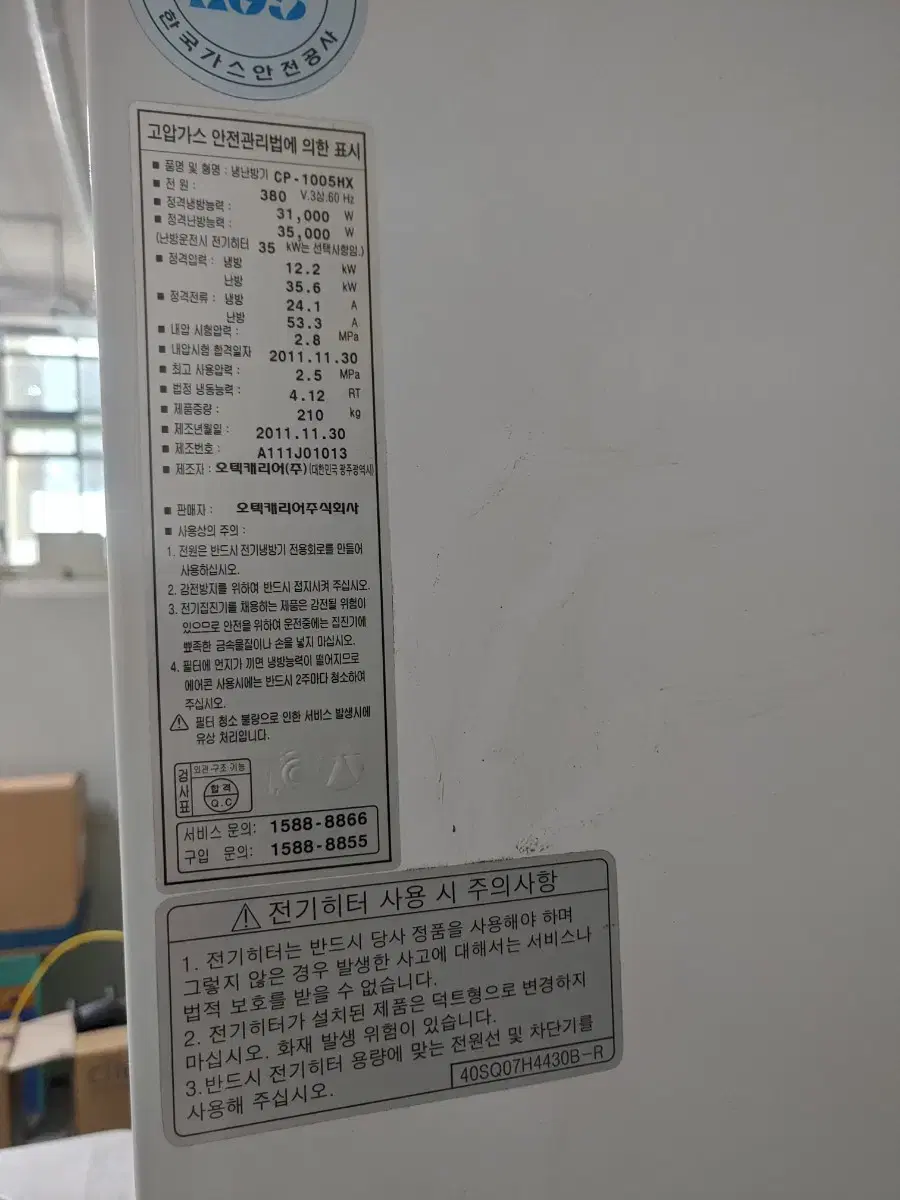 한국가스안전공사
고압가스 안전관리법에 의한 표시
■ 품명 및 형명 : 냉난방기 CP-1005HX
■ 전 원 : 380 V.3상.60 Hz
■ 정격냉방능력 : 31,000 W
■ 정격난방능력 : 35,000 W
(난방운전시 전기히터 35 kW는 선택사항임.)
■ 정격입력 : 냉방 12.2 kW
난방 35.6 kW
■ 정격전류 : 냉방 24.1 A
난방 53.3 A
■ 내압 시험압력 : 2.8 MPa
■ 내압시험 합격일자 2011.11.30
■ 최고 사용압력 : 2.5 MPa
■ 법정 냉동능력 : 4.12 RT
■ 제품중량 : 210 kg
■ 제조년월일 : 2011.11.30
■ 제조번호 : A111J01013
■ 제조자 : 오텍캐리어(주)(대한민국 광주광역시)
■ 판매자 : 오텍캐리어주식회사
■ 사용상의 주의 :
1. 전원은 반드시 전기냉방기 전용회로를 만들어
사용하십시오.
2. 감전방지를 위하여 반드시 접지시켜 주십시오.
3. 전기집진기를 채용하는 제품은 감전될 위험이
있으므로 안전을 위하여 운전중에는 집진기에
뾰족한 금속물질이나 손을 넣지 마십시오.
4. 필터에 먼지가 끼면 냉방능력이 떨어지므로
에어콘 사용시에는 반드시 2주마다 청소하여
주십시오.
⚠ 필터 청소 불량으로 인한 서비스 발생시에
유상 처리입니다.
검사표
외관·구조·기능
합격
Q.C
서비스 문의: 1588-8866
구입 문의: 1588-8855
⚠ 전기히터 사용 시 주의사항
1. 전기히터는 반드시 당사 정품을 사용해야 하며
그렇지 않은 경우 발생한 사고에 대해서는 서비스나
법적 보호를 받을 수 없습니다.
2. 전기히터가 설치된 제품은 덕트형으로 변경하지
마십시오. 화재 발생 위험이 있습니다.
3.반드시 전기히터 용량에 맞는 전원선 및 차단기를
사용해 주십시오.
40SQ07H4430B-R